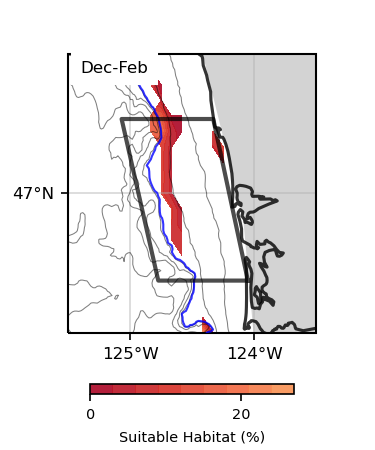 Dec-Feb
47°N
125°W 124°W
0 20
Suitable Habitat (%)